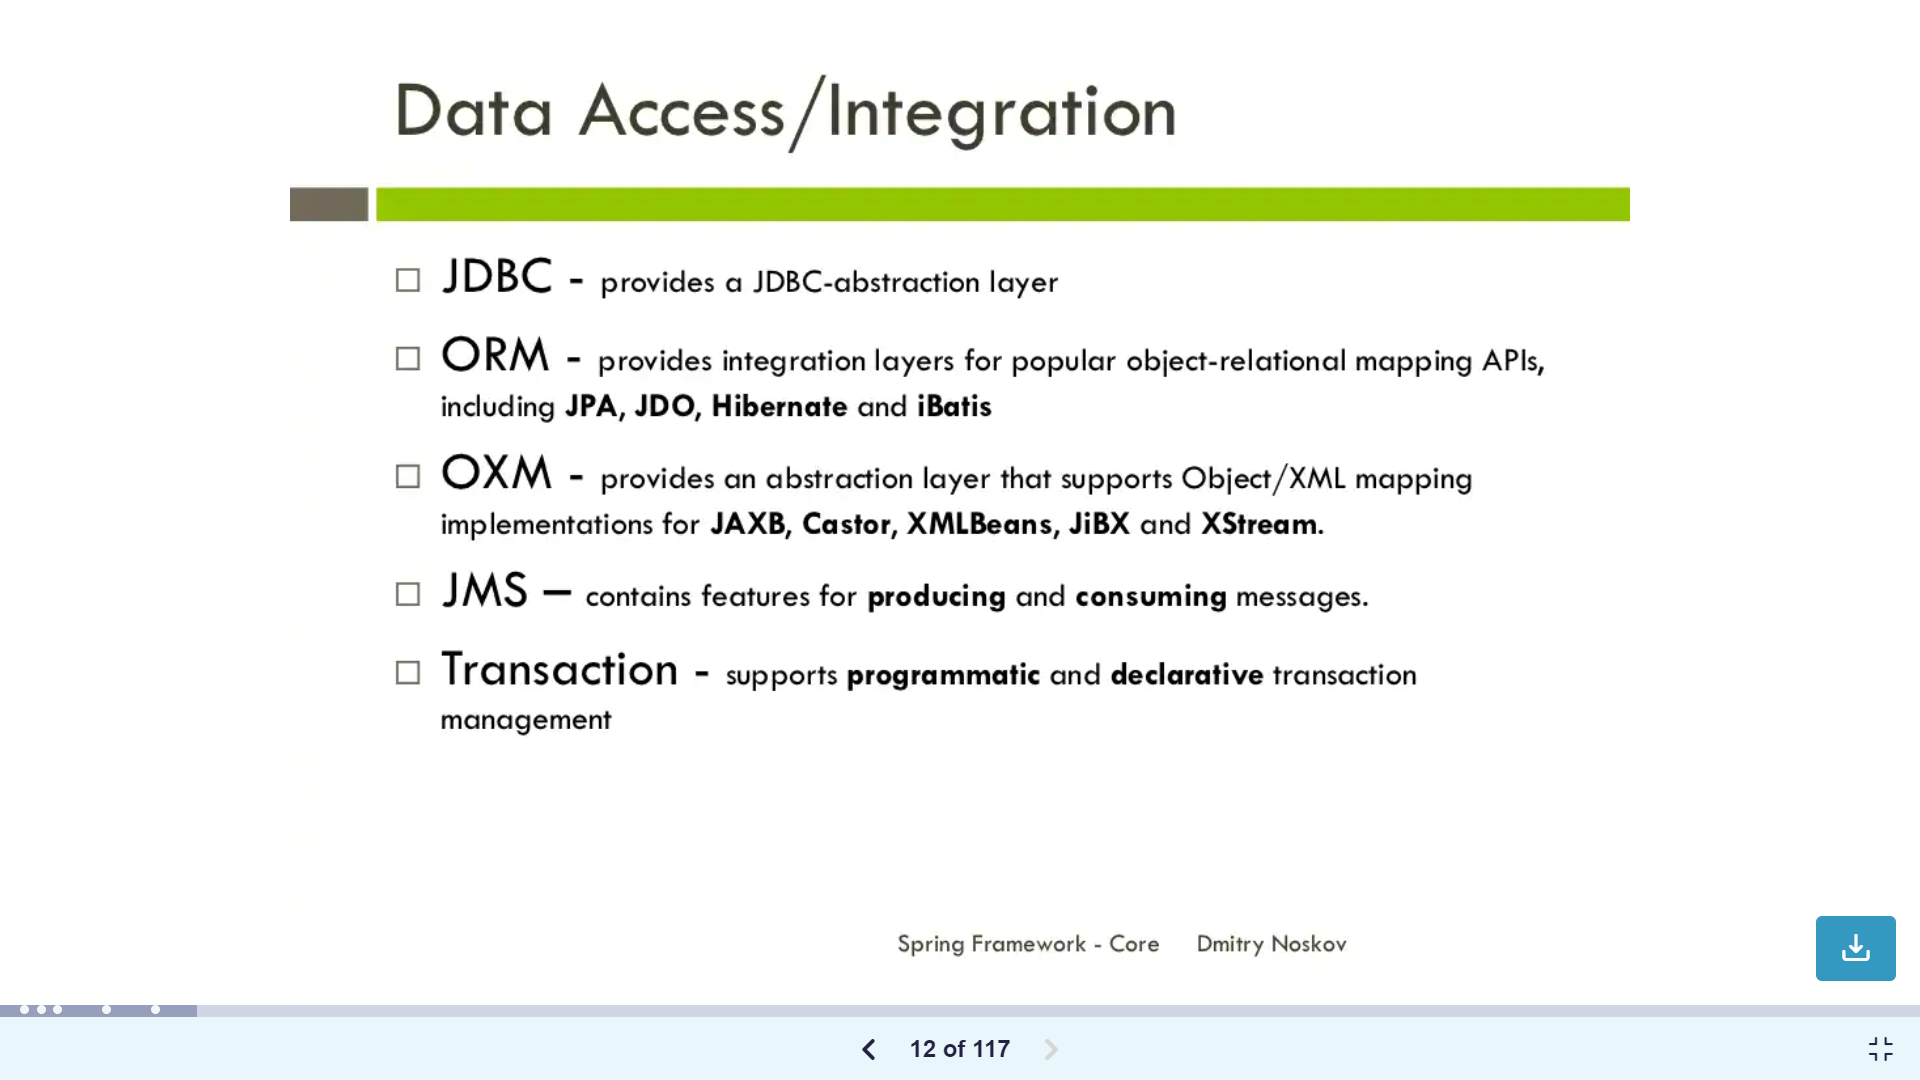 Data Access/Integration
JDBC - provides a JDBC-abstraction layer
ORM - provides integration layers for popular object-relational mapping APIs,
including JPA, JDO, Hibernate and iBatis
OXM - provides an abstraction layer that supports Object/XML mapping
implementations for JAXB, Castor, XMLBeans, JiBX and XStream.
JMS – contains features for producing and consuming messages.
Transaction - supports programmatic and declarative transaction
management
Spring Framework - Core Dmitry Noskov
12 of 117